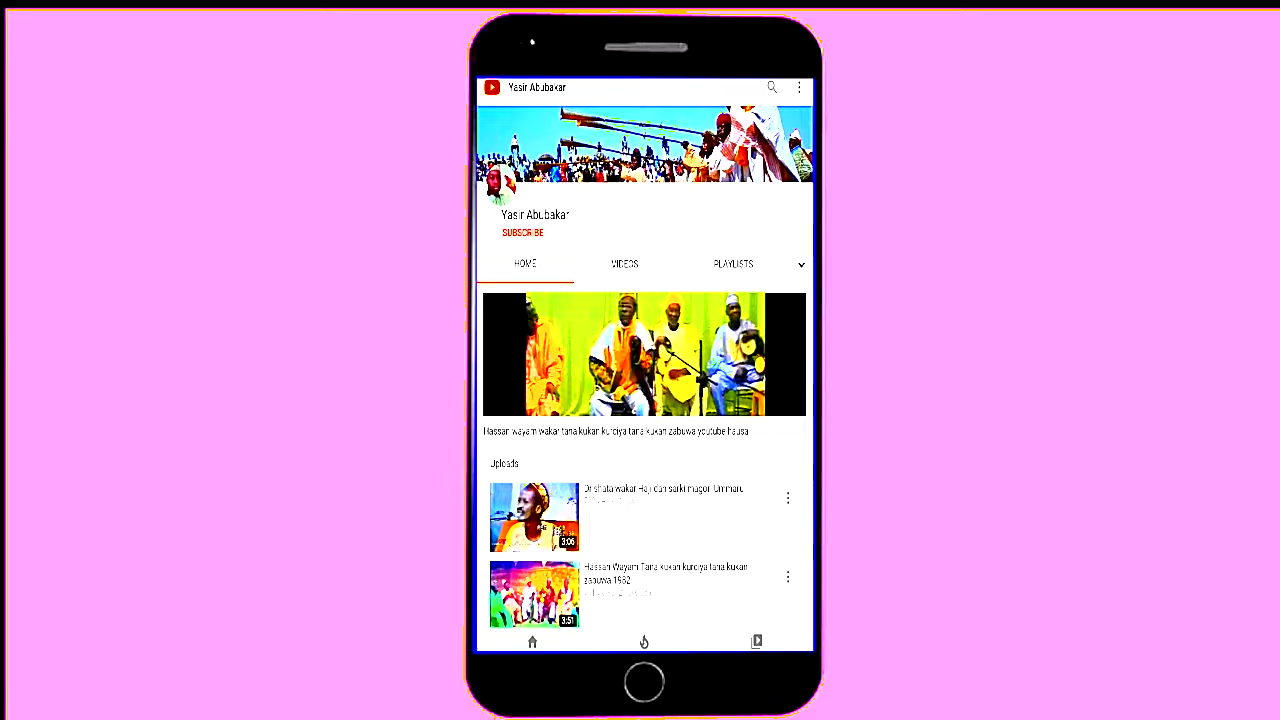 Yasir Abubakar
Yasir Abubakar
SUBSCRIBE
HOME VIDEOS PLAYLISTS
Hassan wayam wakar tana kukan kurciya tana kukan zabuwa youtube hausa
Uploads
Dr shata wakar Haji dan sarki magori Ummaru
3:06
Hassan Wayam Tana kukan kurciya tana kukan
zabuwa 1982
3:51